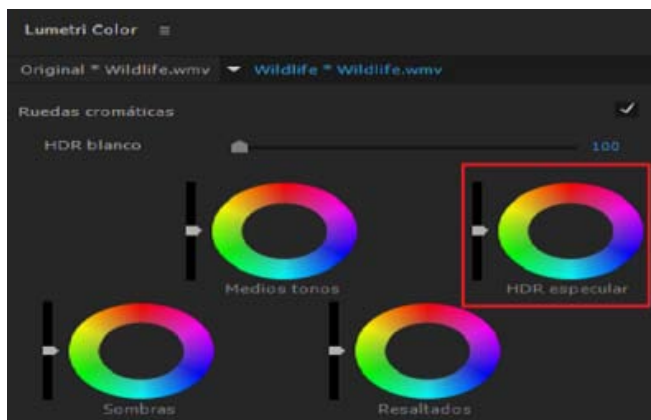 Lumetri Color
Original * Wildlife.wmv Wildlife * Wildlife.wmv
Ruedas cromáticas
HDR blanco 100
Medios tonos HDR especular
Sombras Resaltados